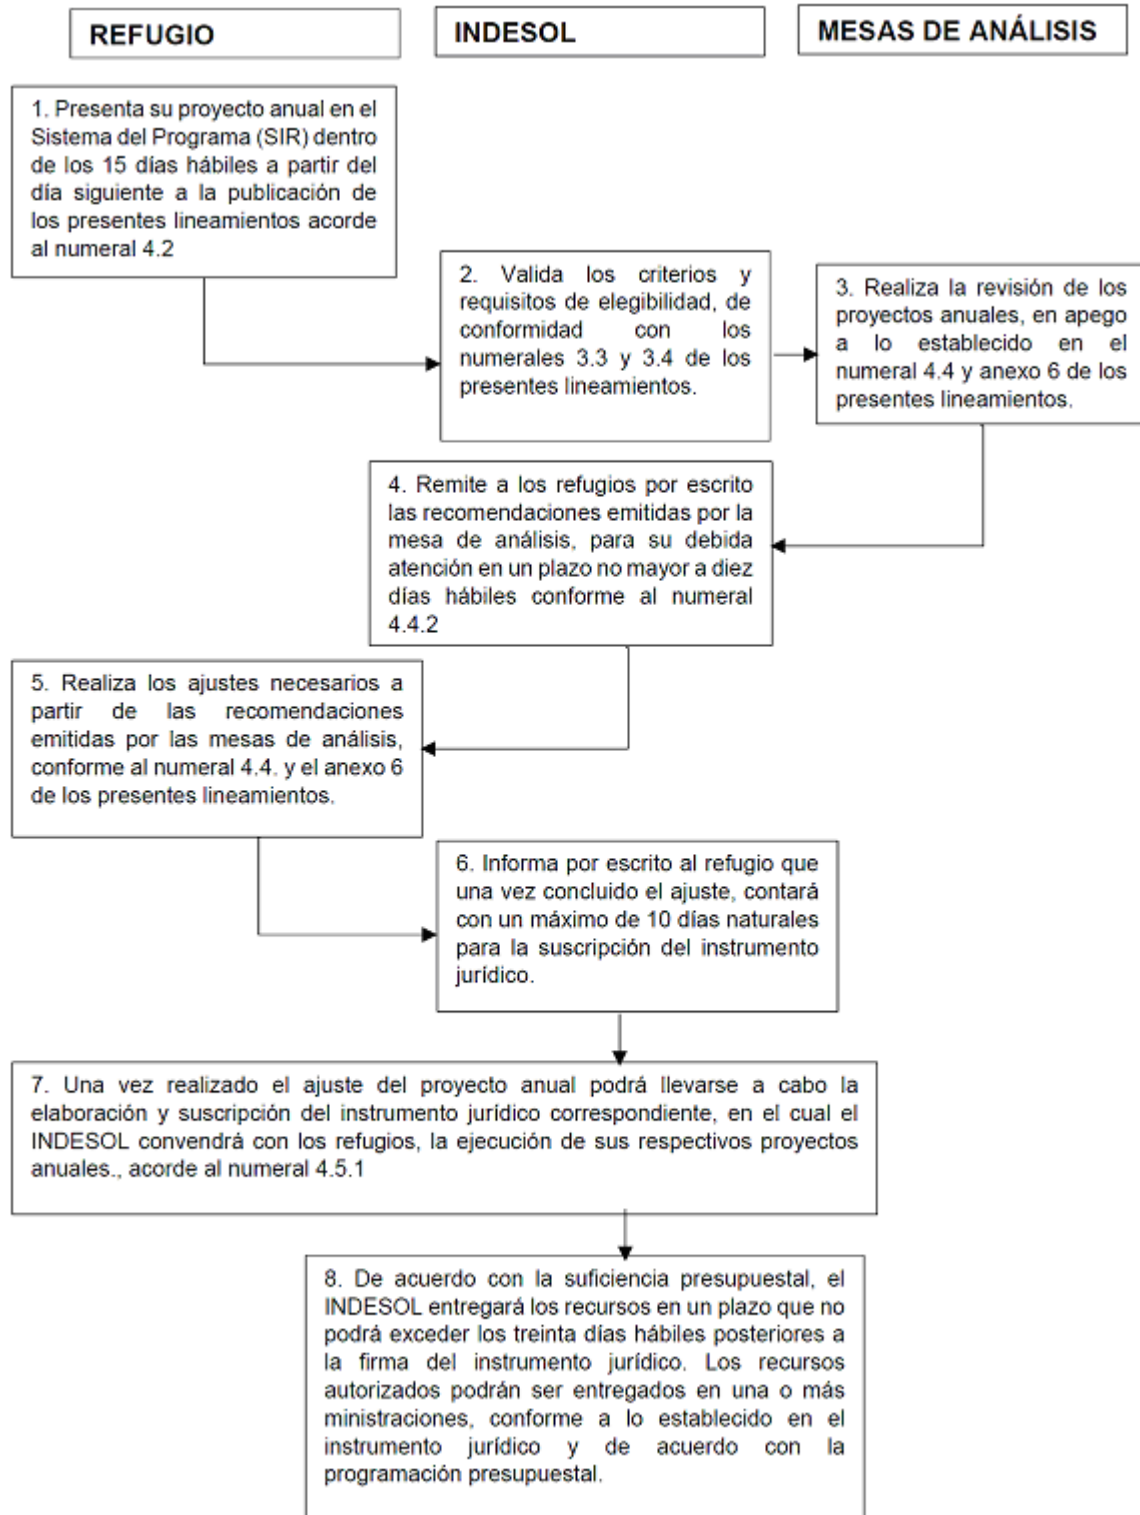 REFUGIO
INDESOL
MESAS DE ANÁLISIS
1. Presenta su proyecto anual en el
Sistema del Programa (SIR) dentro
de los 15 días hábiles a partir del
día siguiente a la publicación de
los presentes lineamientos acorde
al numeral 4.2
2. Valida los criterios y
requisitos de elegibilidad, de
conformidad con los
numerales 3.3 y 3.4 de los
presentes lineamientos.
3. Realiza la revisión de los
proyectos anuales, en apego
a lo establecido en el
numeral 4.4 y anexo 6 de los
presentes lineamientos.
4. Remite a los refugios por escrito
las recomendaciones emitidas por la
mesa de análisis, para su debida
atención en un plazo no mayor a diez
días hábiles conforme al numeral
4.4.2
5. Realiza los ajustes necesarios a
partir de las recomendaciones
emitidas por las mesas de análisis,
conforme al numeral 4.4. y el anexo 6
de los presentes lineamientos.
6. Informa por escrito al refugio que
una vez concluido el ajuste, contará
con un máximo de 10 días naturales
para la suscripción del instrumento
jurídico.
7. Una vez realizado el ajuste del proyecto anual podrá llevarse a cabo la
elaboración y suscripción del instrumento jurídico correspondiente, en el cual el
INDESOL convendrá con los refugios, la ejecución de sus respectivos proyectos
anuales., acorde al numeral 4.5.1
8. De acuerdo con la suficiencia presupuestal, el
INDESOL entregará los recursos en un plazo que no
podrá exceder los treinta días hábiles posteriores a
la firma del instrumento jurídico. Los recursos
autorizados podrán ser entregados en una o más
ministraciones, conforme a lo establecido en el
instrumento jurídico y de acuerdo con la
programación presupuestal.